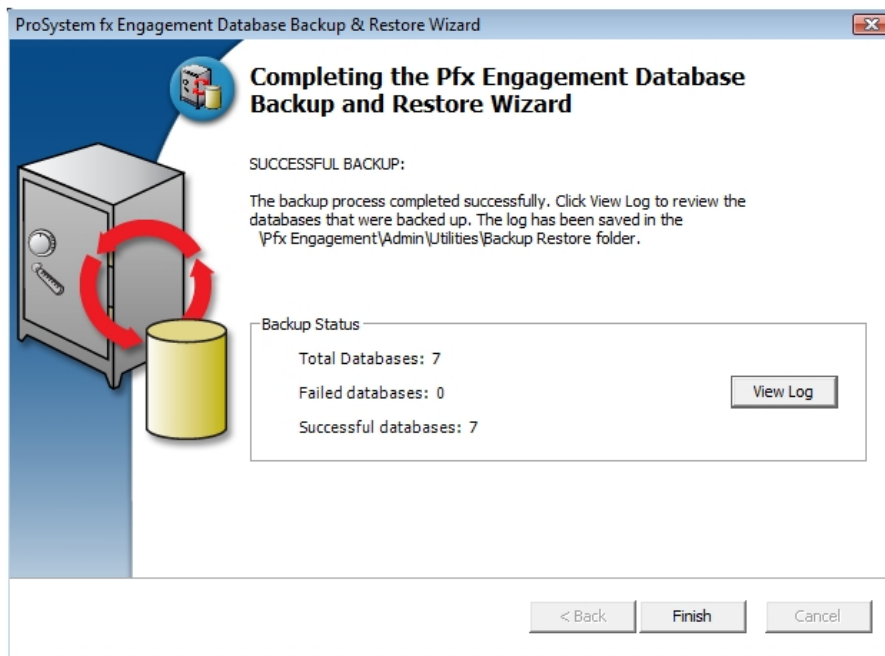 ProSystem fx Engagement Database Backup & Restore Wizard
Completing the Pfx Engagement Database
Backup and Restore Wizard
SUCCESSFUL BACKUP:
The backup process completed successfully. Click View Log to review the
databases that were backed up. The log has been saved in the
\Pfx Engagement\Admin\Utilities\Backup Restore folder.
Backup Status
Total Databases: 7
Failed databases: 0
View Log
Successful databases: 7
< Back
Finish
Cancel